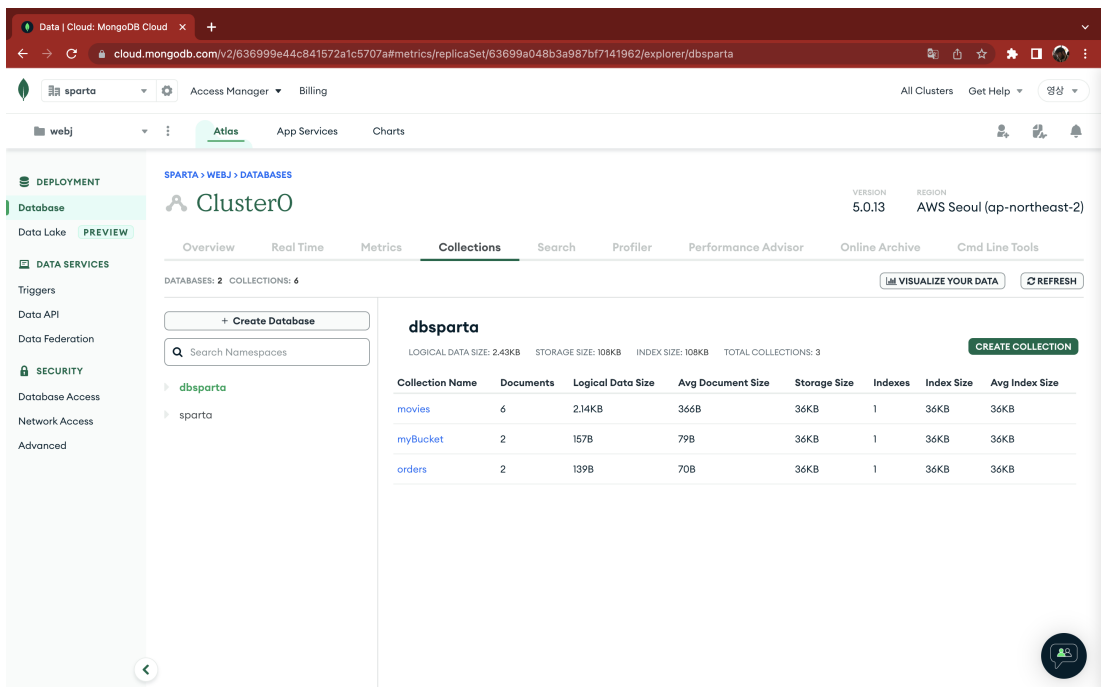 Data | Cloud: MongoDB Cloud
cloud.mongodb.com/v2/636999e44c841572a1c5707a#metrics/replicaSet/63699a048b3a987bf7141962/explorer/dbsparta
sparta Access Manager Billing All Clusters Get Help 영상
webj Atlas App Services Charts
DEPLOYMENT
Database
Data Lake PREVIEW
DATA SERVICES
Triggers
Data API
Data Federation
SECURITY
Database Access
Network Access
Advanced
SPARTA > WEBJ > DATABASES
Cluster0
VERSION
5.0.13
REGION
AWS Seoul (ap-northeast-2)
Overview Real Time Metrics Collections Search Profiler Performance Advisor Online Archive Cmd Line Tools
DATABASES: 2 COLLECTIONS: 6
VISUALIZE YOUR DATA REFRESH
+ Create Database
Search Namespaces
dbsparta
sparta
dbsparta
LOGICAL DATA SIZE: 2.43KB STORAGE SIZE: 108KB INDEX SIZE: 108KB TOTAL COLLECTIONS: 3
CREATE COLLECTION
Collection Name Documents Logical Data Size Avg Document Size Storage Size Indexes Index Size Avg Index Size
movies 6 2.14KB 366B 36KB 1 36KB 36KB
myBucket 2 157B 79B 36KB 1 36KB 36KB
orders 2 139B 70B 36KB 1 36KB 36KB